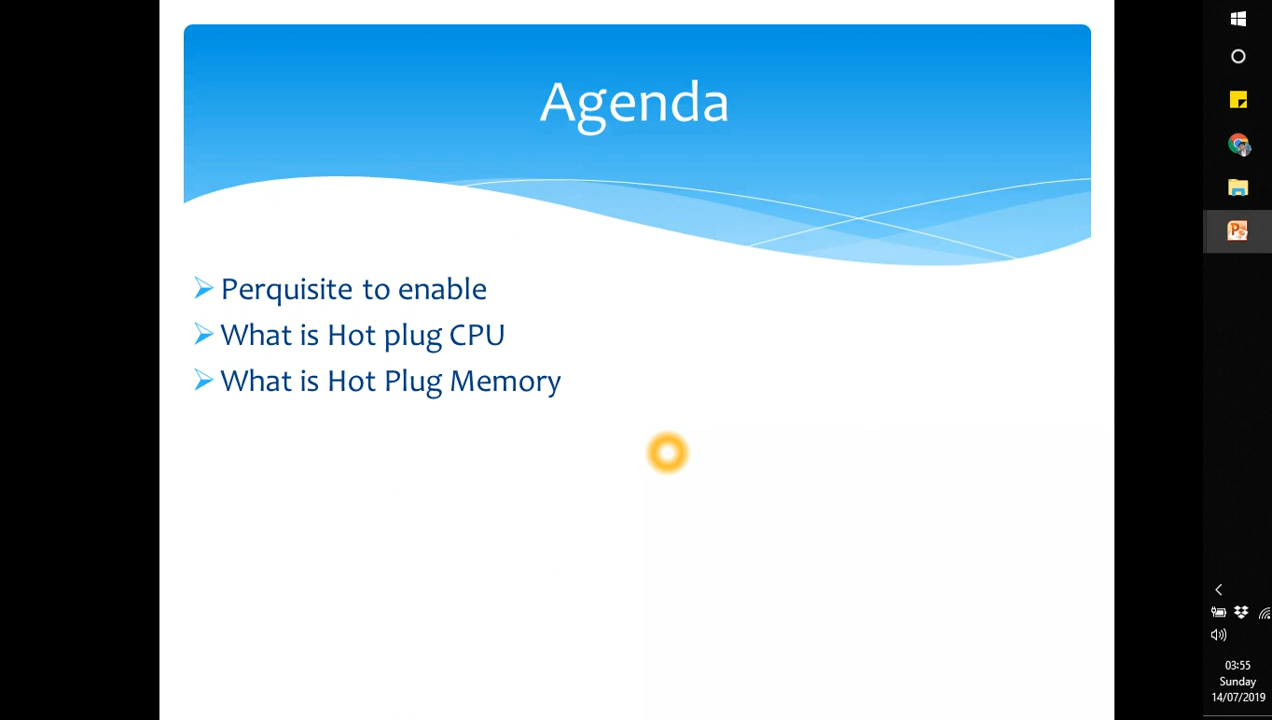 Agenda
Perquisite to enable
What is Hot plug CPU
What is Hot Plug Memory
03:55
Sunday
14/07/2019